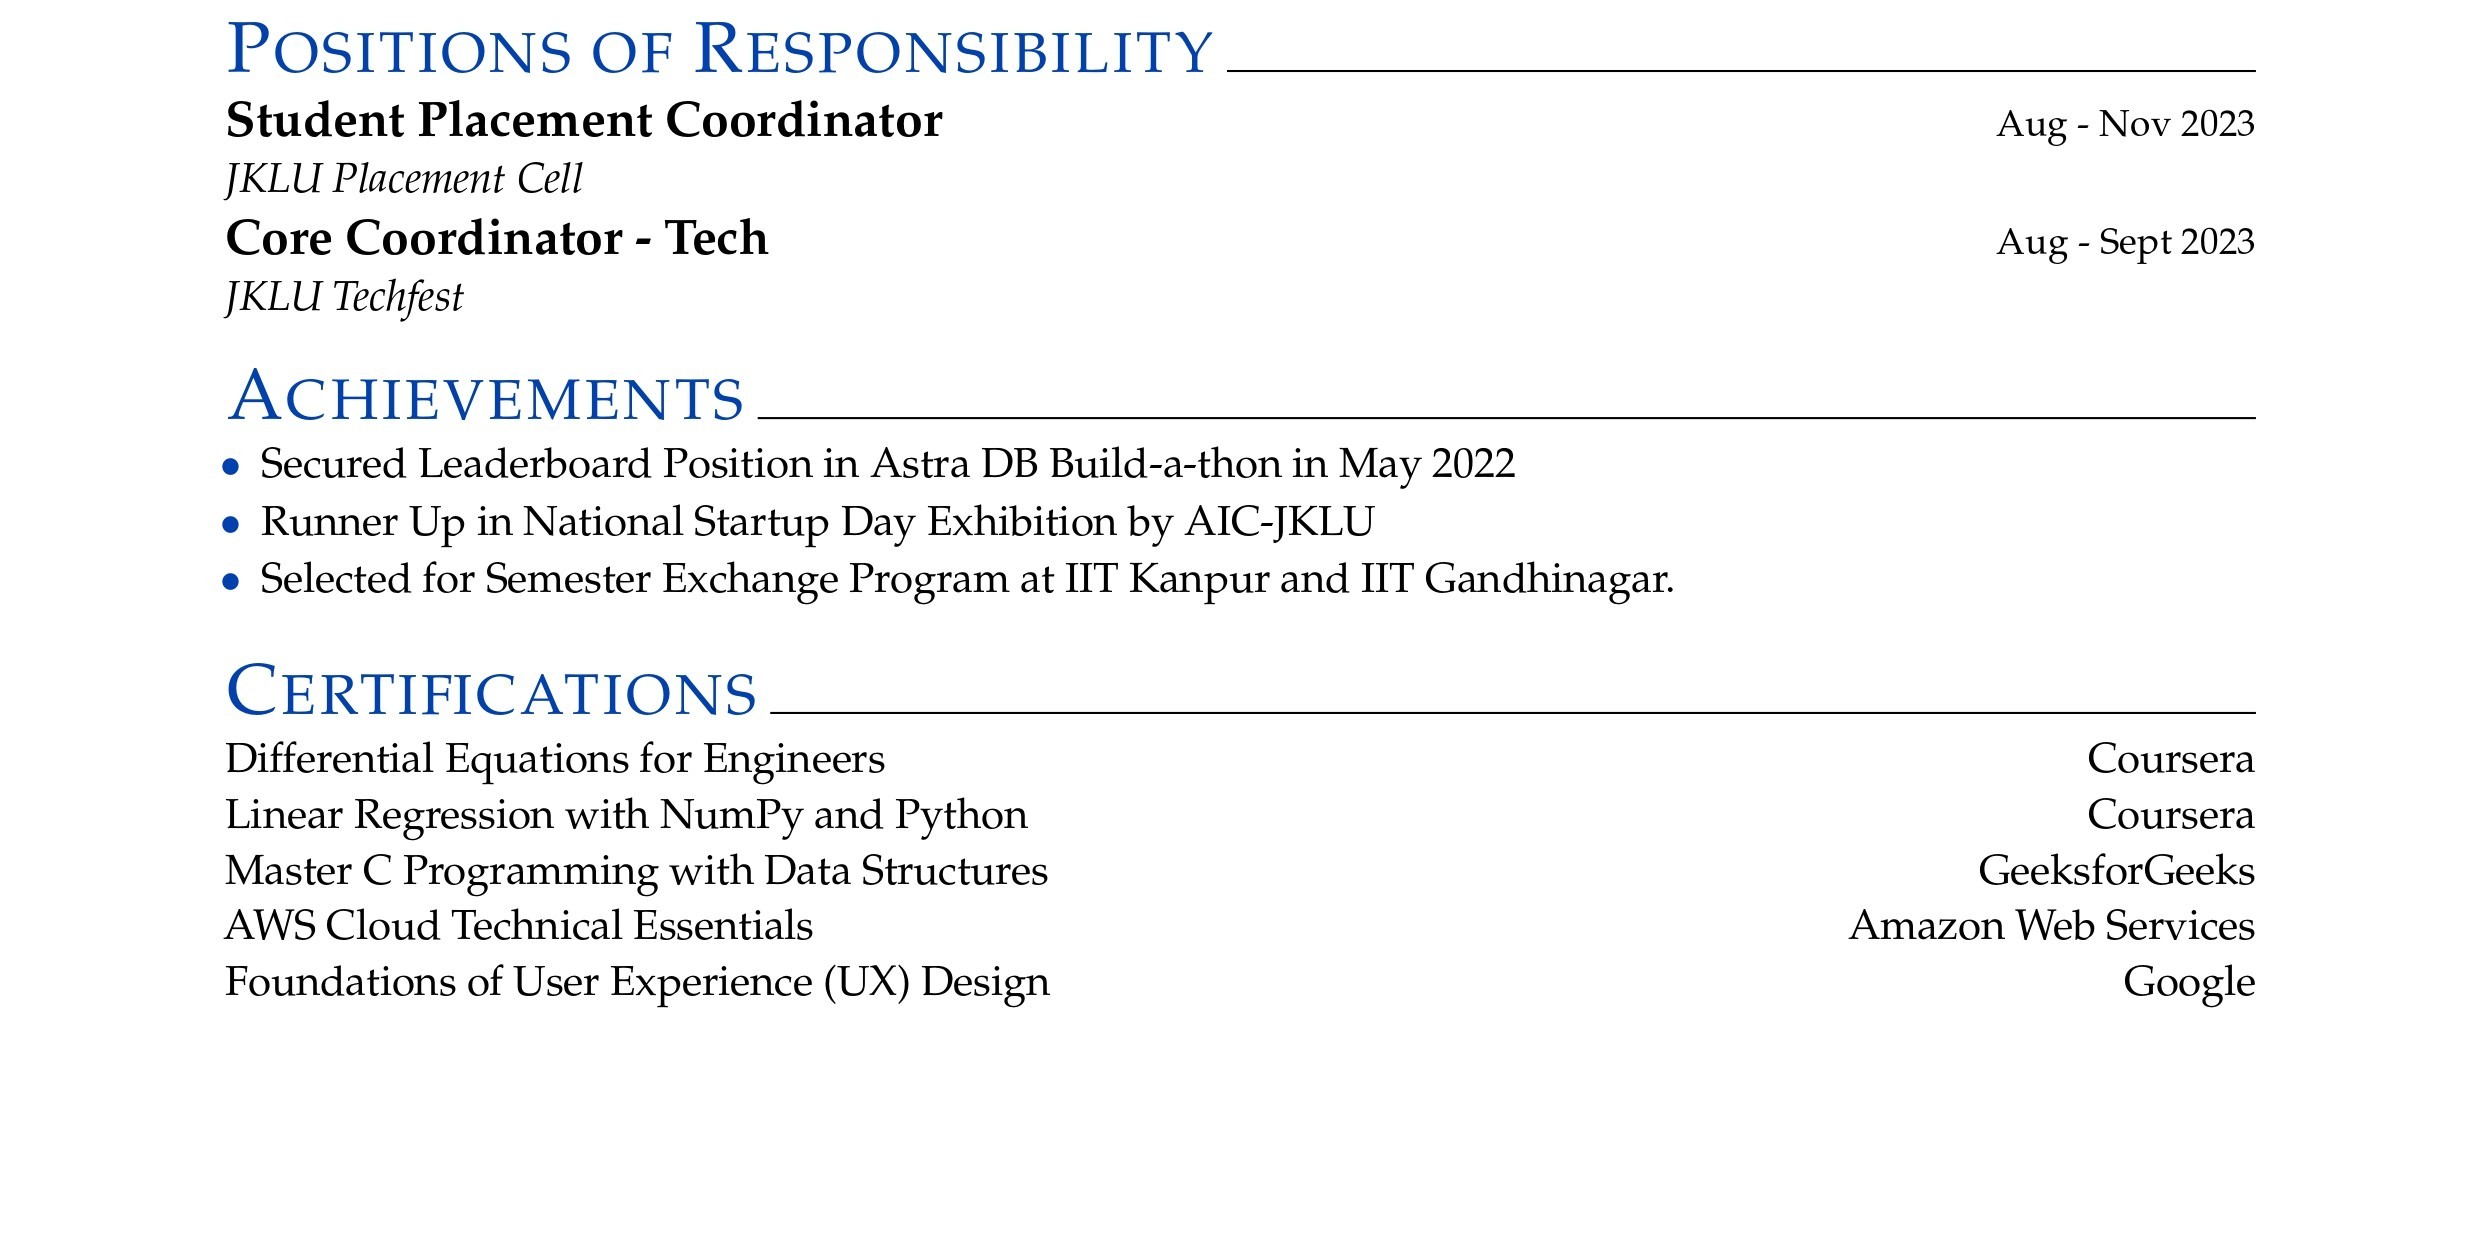 Positions of Responsibility
Student Placement Coordinator Aug - Nov 2023
JKLU Placement Cell
Core Coordinator - Tech Aug - Sept 2023
JKLU Techfest
Achievements
• Secured Leaderboard Position in Astra DB Build-a-thon in May 2022
• Runner Up in National Startup Day Exhibition by AIC-JKLU
• Selected for Semester Exchange Program at IIT Kanpur and IIT Gandhinagar.
Certifications
Differential Equations for Engineers Coursera
Linear Regression with NumPy and Python Coursera
Master C Programming with Data Structures GeeksforGeeks
AWS Cloud Technical Essentials Amazon Web Services
Foundations of User Experience (UX) Design Google